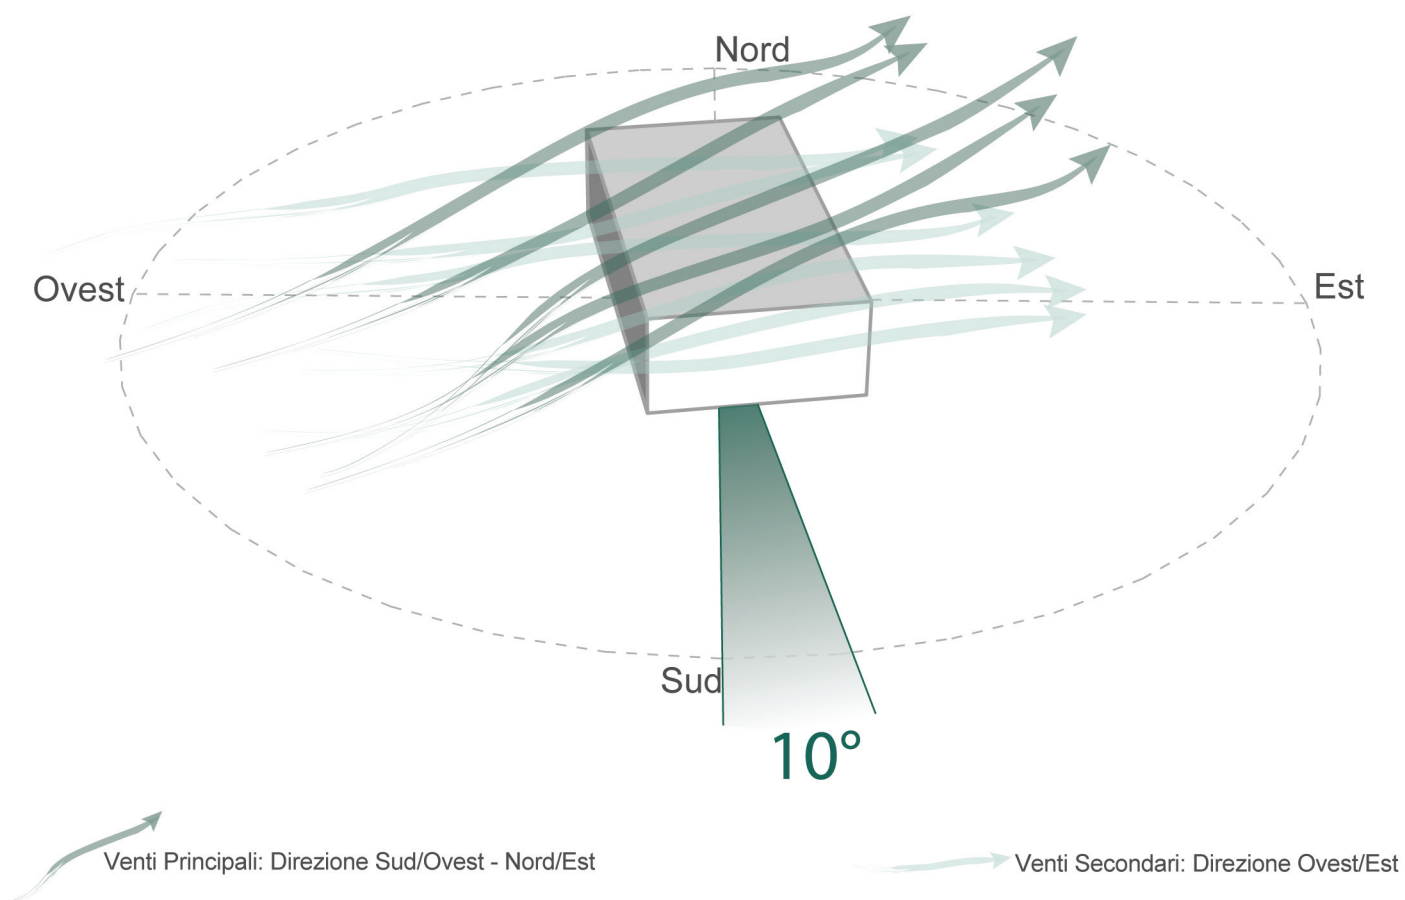 Nord
Ovest
Est
Sud
10°
Venti Principali: Direzione Sud/Ovest - Nord/Est
Venti Secondari: Direzione Ovest/Est